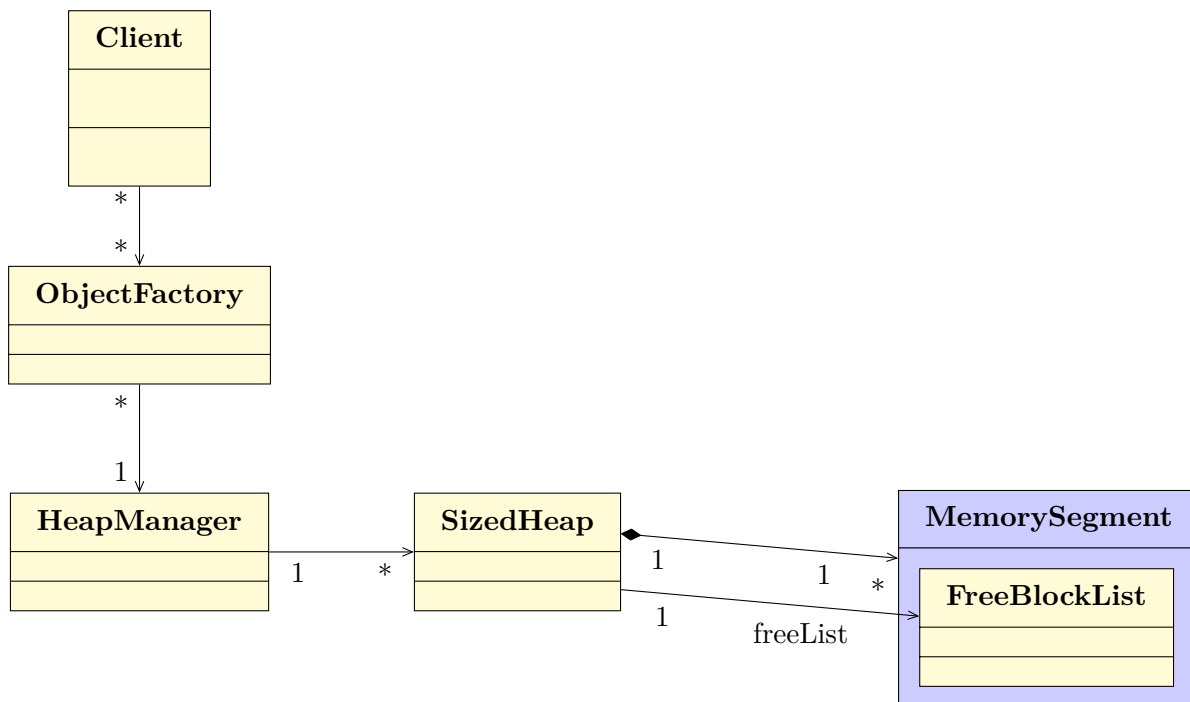 Client
*
*
ObjectFactory
*
1
HeapManager
1
*
SizedHeap
1
1
1
*
freeList
MemorySegment
FreeBlockList